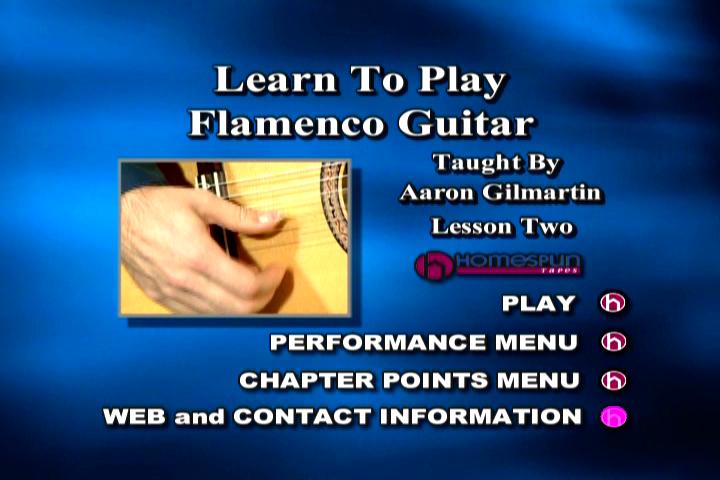 Learn To Play
Flamenco Guitar
Taught By
Aaron Gilmartin
Lesson Two
HOMESPUN
TAPES
PLAY
PERFORMANCE MENU
CHAPTER POINTS MENU
WEB and CONTACT INFORMATION